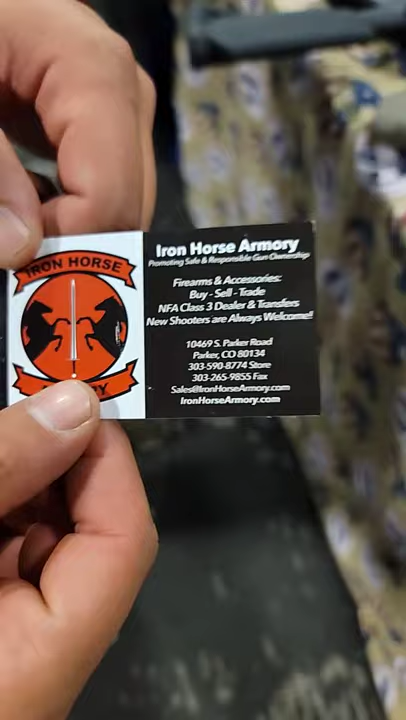 IRON HORSE
Iron Horse Armory
Promoting Safe & Responsible Gun Ownership
Firearms & Accessories:
Buy - Sell - Trade
NFA Class 3 Dealer & Transfers
New Shooters are Always Welcome!!
10469 S. Parker Road
Parker, CO 80134
303-590-8774 Store
303-265-9855 Fax
Sales@IronHorseArmory.com
IronHorseArmory.com